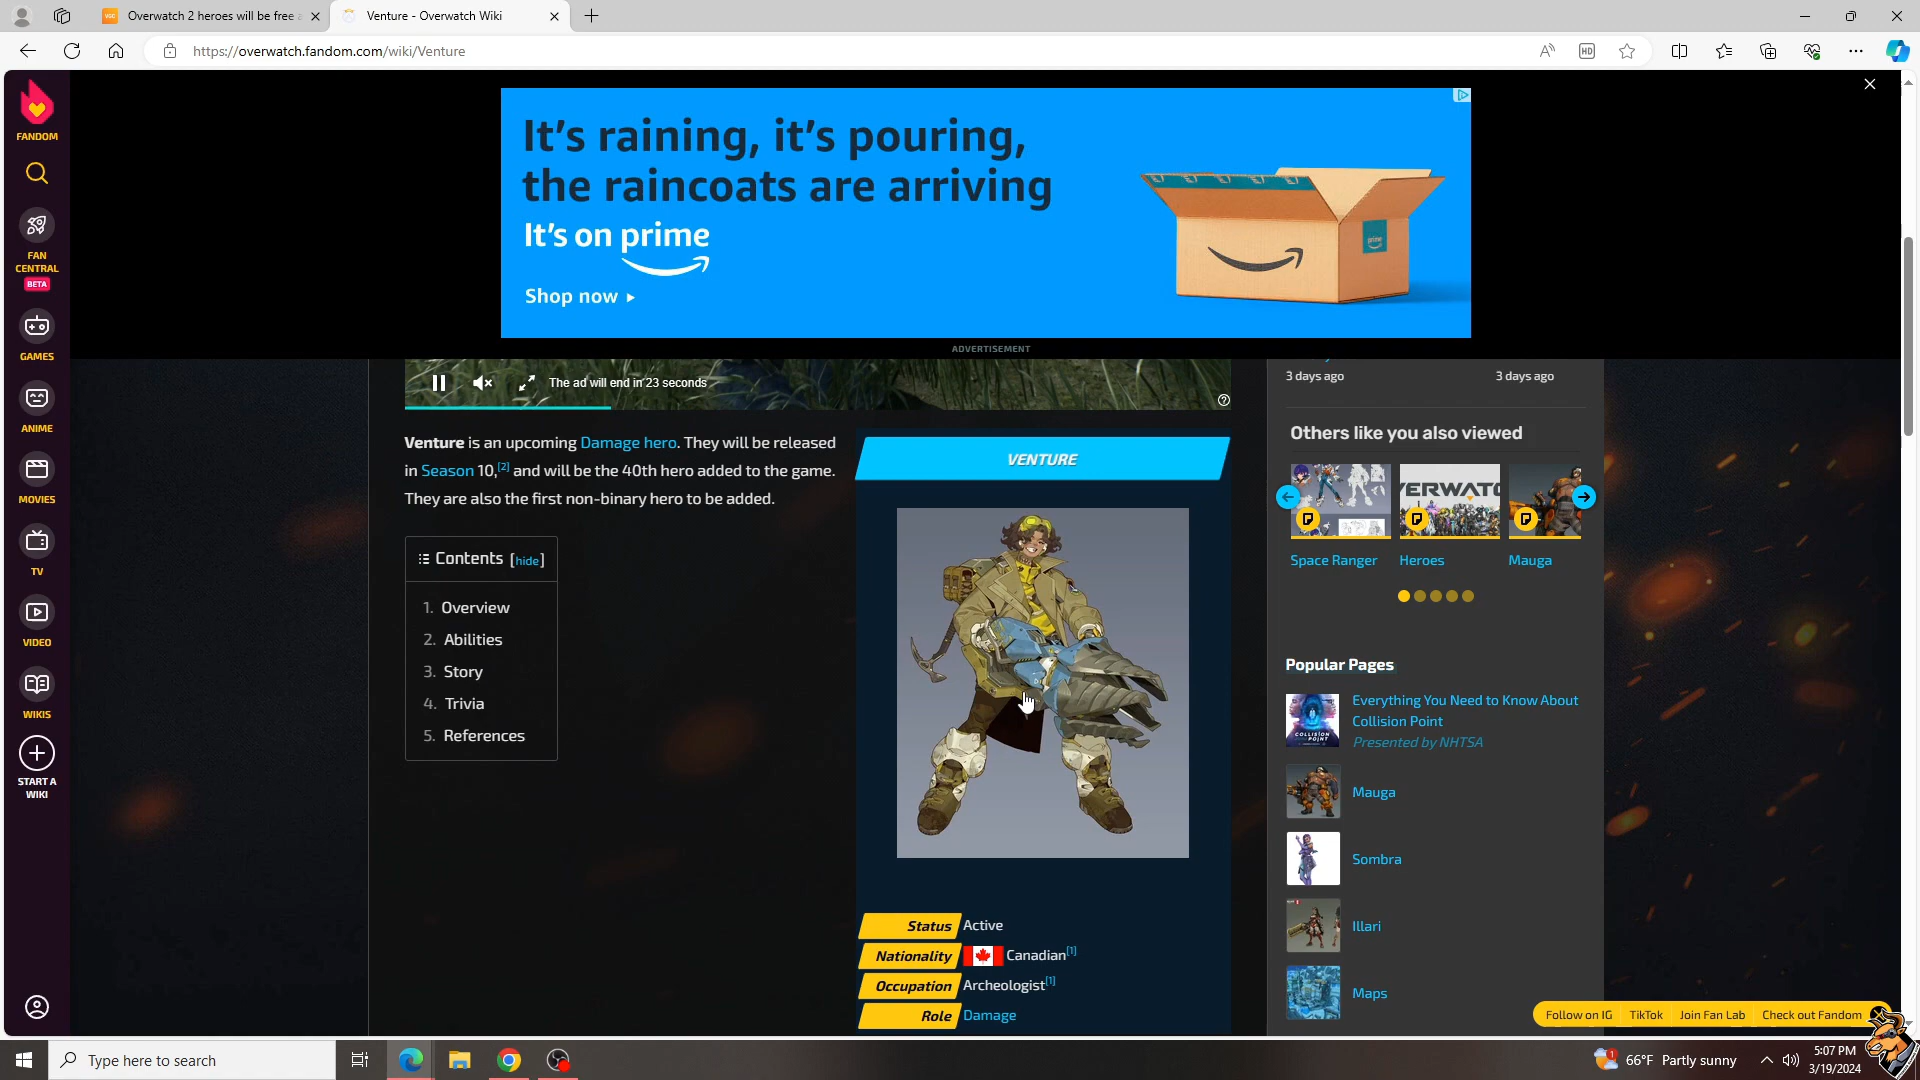 Overwatch 2 heroes will be free a
Venture - Overwatch Wiki
https://overwatch.fandom.com/wiki/Venture
FANDOM
FAN
CENTRAL
BETA
GAMES
ANIME
MOVIES
TV
VIDEO
WIKIS
START A
WIKI
It's raining, it's pouring,
the raincoats are arriving
It's on prime
Shop now
prime
ADVERTISEMENT
The ad will end in 23 seconds
Venture is an upcoming Damage hero. They will be released
in Season 10,[2] and will be the 40th hero added to the game.
They are also the first non-binary hero to be added.
Contents [hide]
1. Overview
2. Abilities
3. Story
4. Trivia
5. References
VENTURE
Status Active
Nationality Canadian[1]
Occupation Archeologist[1]
Role Damage
3 days ago
3 days ago
Others like you also viewed
Space Ranger
Heroes
Mauga
Popular Pages
Everything You Need to Know About
Collision Point
Presented by NHTSA
Mauga
Sombra
Illari
Maps
Follow on IG TikTok Join Fan Lab Check out Fandom
Type here to search
66°F Partly sunny
5:07 PM
3/19/2024